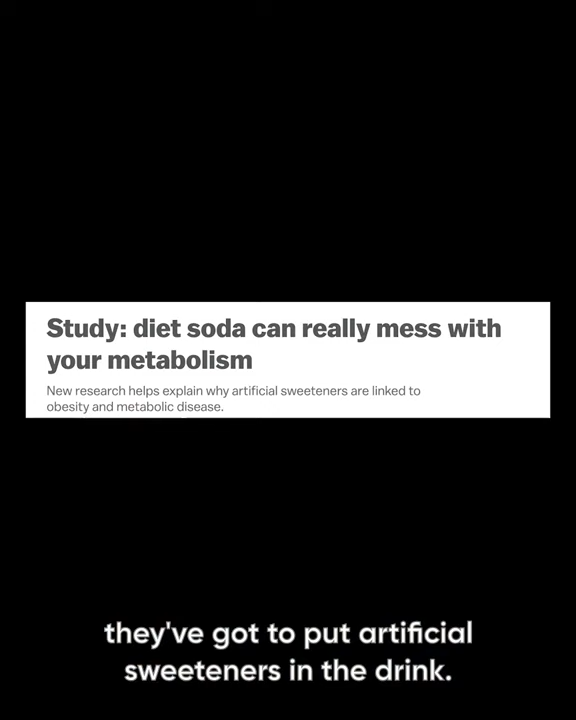 Study: diet soda can really mess with
your metabolism
New research helps explain why artificial sweeteners are linked to
obesity and metabolic disease.
they've got to put artificial
sweeteners in the drink.